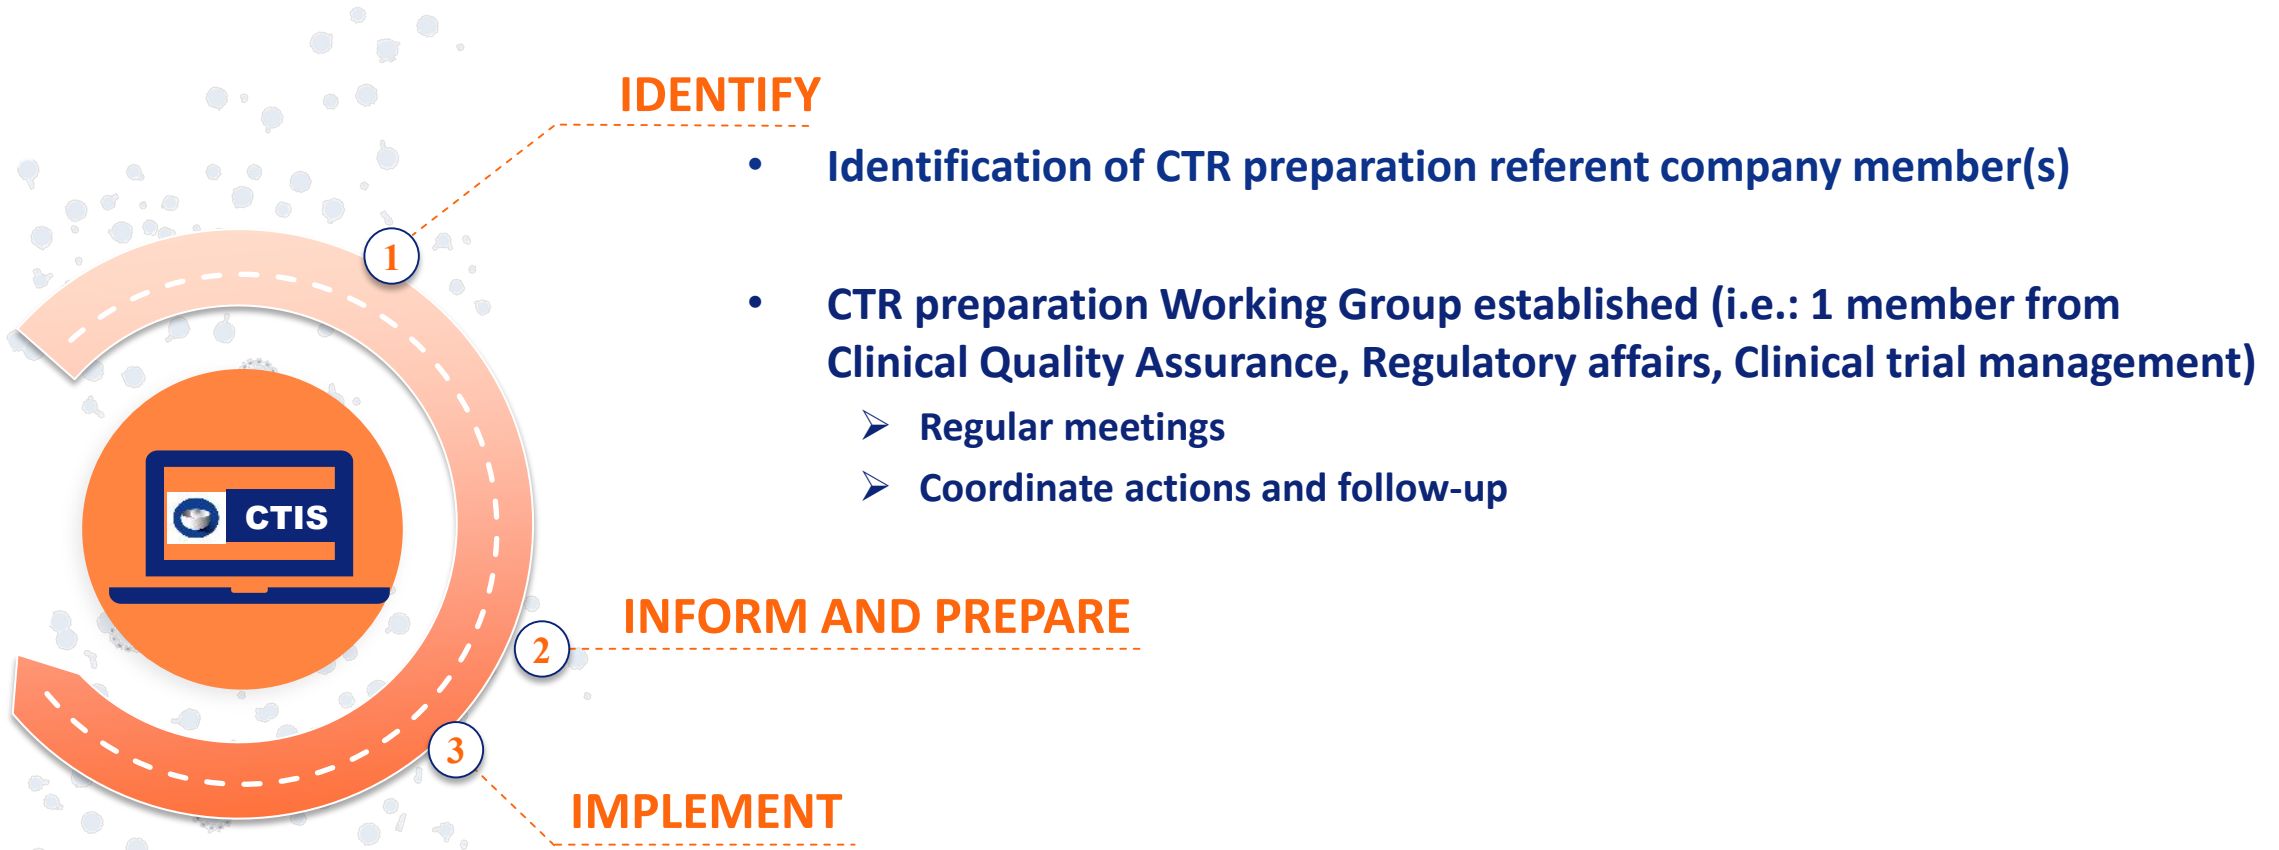 IDENTIFY
1
• Identification of CTR preparation referent company member(s)
• CTR preparation Working Group established (i.e.: 1 member from
Clinical Quality Assurance, Regulatory affairs, Clinical trial management)
➢ Regular meetings
➢ Coordinate actions and follow-up
CTIS
INFORM AND PREPARE
2
3
IMPLEMENT